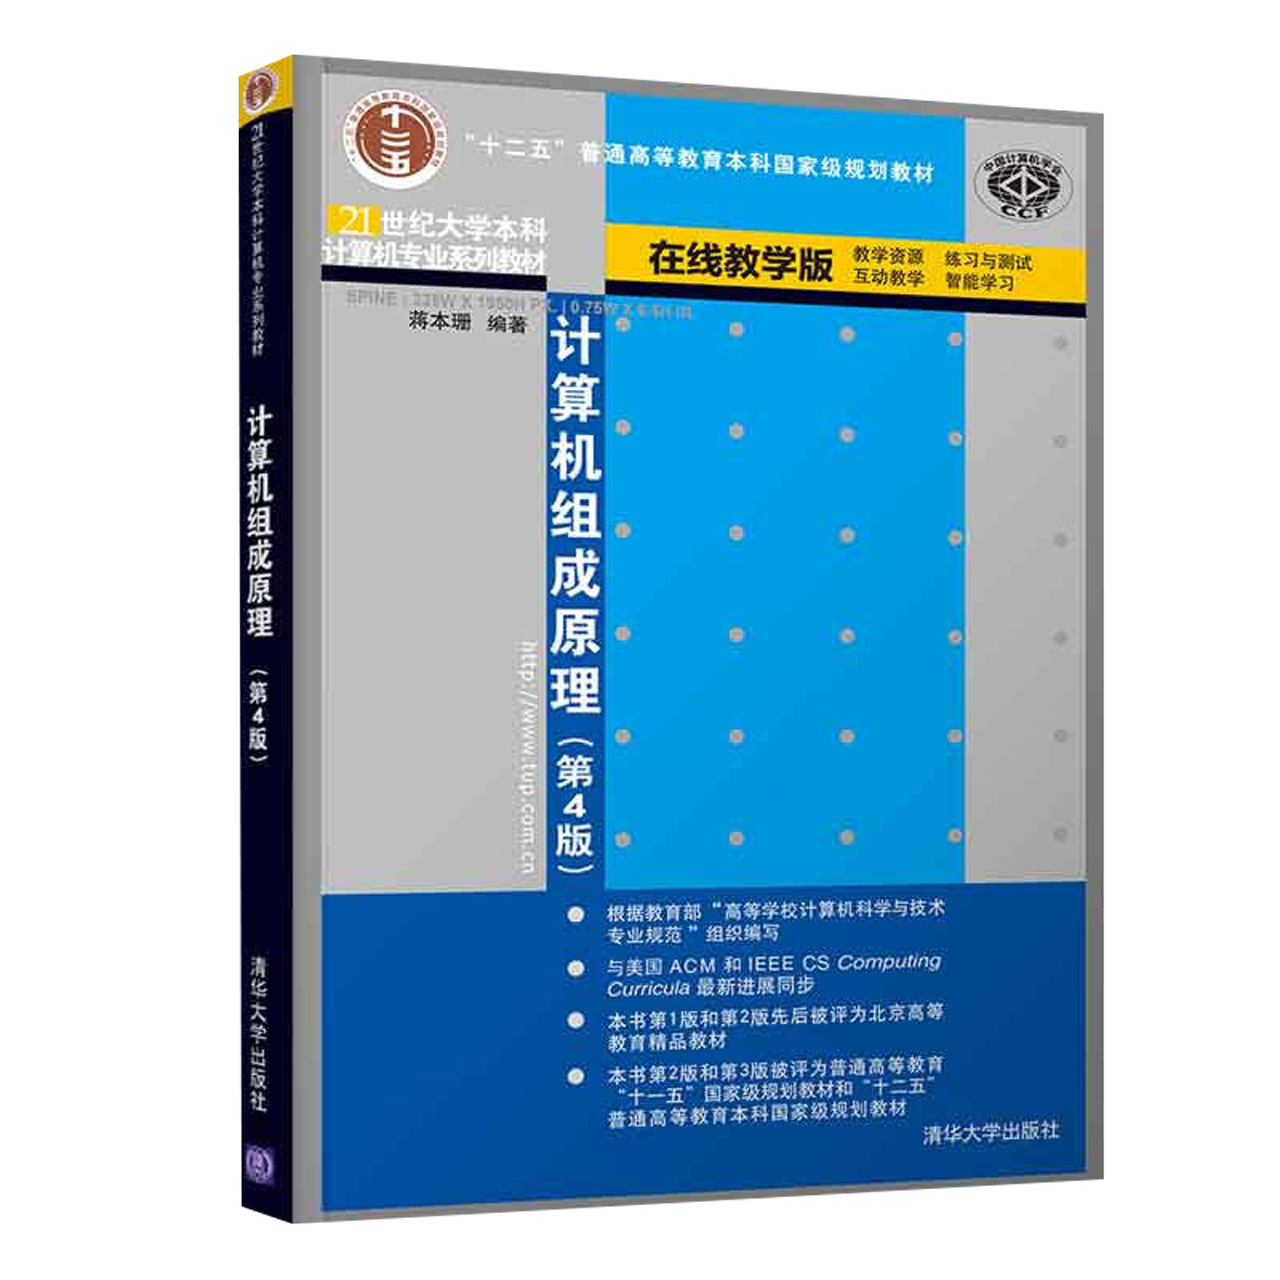 21世纪大学本科计算机专业系列教材
计算机组成原理
（第4版）
清华大学出版社
十二五
“十二五”普通高等教育本科国家级规划教材
中国计算机学会
CCF
21世纪大学本科
计算机专业系列教材
在线教学版
教学资源 练习与测试
互动教学 智能学习
蒋本珊 编著
计算机组成原理
（第4版）
http://www.tup.com.cn
根据教育部“高等学校计算机科学与技术
专业规范”组织编写
与美国 ACM 和 IEEE CS Computing
Curricula 最新进展同步
本书第1版和第2版先后被评为北京高等
教育精品教材
本书第2版和第3版被评为普通高等教育
“十一五”国家级规划教材和“十二五”
普通高等教育本科国家级规划教材
清华大学出版社